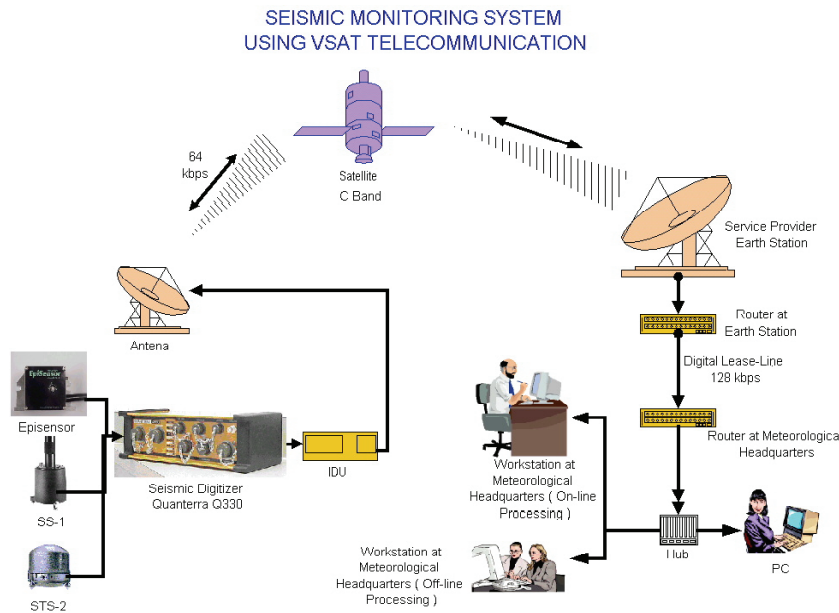 SEISMIC MONITORING SYSTEM
USING VSAT TELECOMMUNICATION
64
kbps
Satellite
C Band
Service Provider
Earth Station
Antena
Router at
Earth Station
Digital Lease-Line
128 kbps
EpiSensor
Episensor
Router at Meteorological
Headquarters
SS-1
Seismic Digitizer
Quanterra Q330
IDU
Workstation at
Meteorological
Headquarters ( On-line
Processing )
Hub
PC
STS-2
Workstation at
Meteorological
Headquarters ( Off-line
Processing )